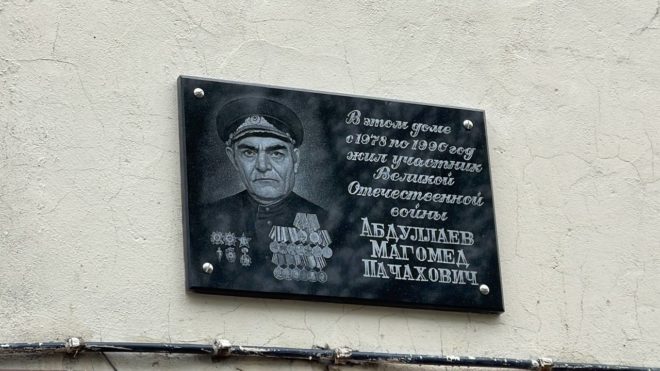 В этом доме
с 1978 по 1990 год
жил участник
Великой
Отечественной
войны
Абдуллаев
Магомед
Пачахович